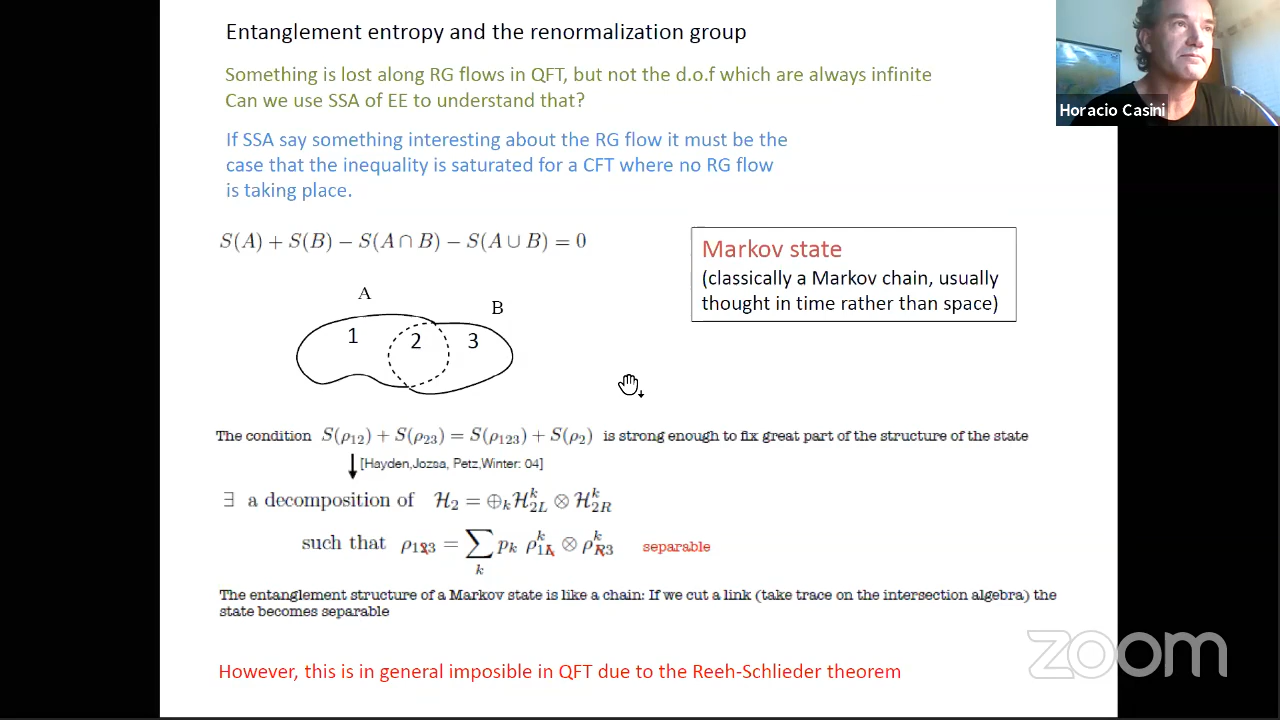 Entanglement entropy and the renormalization group
Something is lost along RG flows in QFT, but not the d.o.f which are always infinite
Can we use SSA of EE to understand that?
If SSA say something interesting about the RG flow it must be the
case that the inequality is saturated for a CFT where no RG flow
is taking place.
S(A) + S(B) − S(A ∩ B) − S(A ∪ B) = 0
Markov state
(classically a Markov chain, usually
thought in time rather than space)
A
B
1
2
3
The condition S(ρ12) + S(ρ23) = S(ρ123) + S(ρ2) is strong enough to fix great part of the structure of the state
[Hayden,Jozsa, Petz,Winter: 04]
∃ a decomposition of H2 = ⊕k H^k_2L ⊗ H^k_2R
such that ρ123 = ∑k pk ρ^k_1L ⊗ ρ^k_R3 separable
The entanglement structure of a Markov state is like a chain: If we cut a link (take trace on the intersection algebra) the
state becomes separable
However, this is in general imposible in QFT due to the Reeh-Schlieder theorem
Horacio Casini
zoom